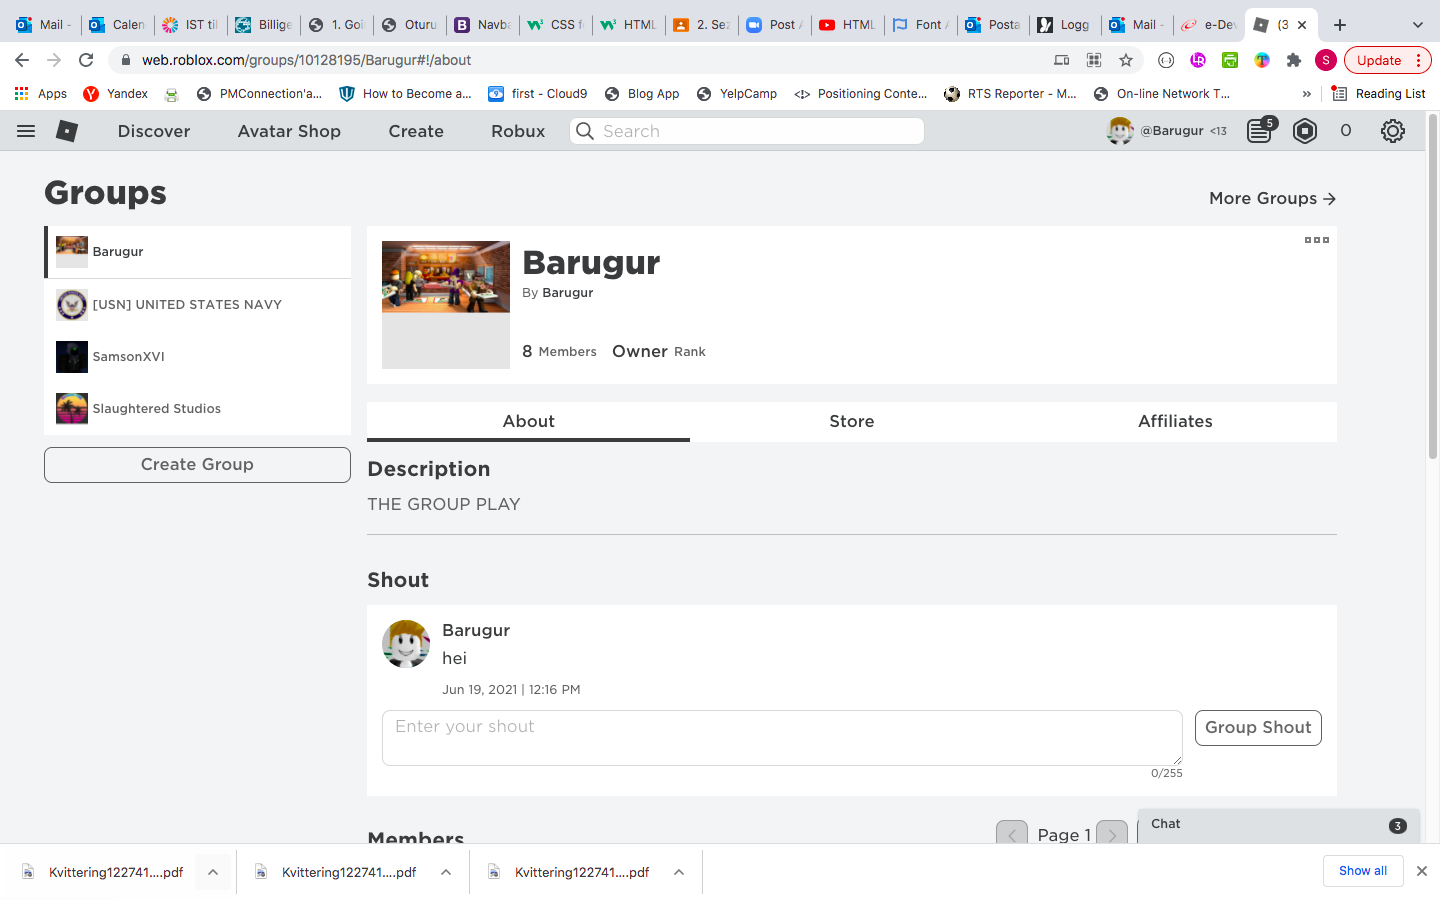 Mail -
Calen
IST til
Billige
1. Goi
Oturu
Navba
CSS f
HTML
2. Sez
Post A
HTML
Font A
Posta
Logg
Mail -
e-Dev
(3
web.roblox.com/groups/10128195/Barugur#!/about
S
Update
Apps
Yandex
PMConnection'a...
How to Become a...
first - Cloud9
Blog App
YelpCamp
Positioning Conte...
RTS Reporter - M...
On-line Network T...
»
Reading List
Discover
Avatar Shop
Create
Robux
Search
@Barugur <13
5
0
Groups
More Groups
Barugur
[USN] UNITED STATES NAVY
SamsonXVI
Slaughtered Studios
Create Group
Barugur
By Barugur
8 Members Owner Rank
About
Store
Affiliates
Description
THE GROUP PLAY
Shout
Barugur
hei
Jun 19, 2021 | 12:16 PM
Enter your shout
Group Shout
0/255
Members
Page 1
Chat
3
Kvittering122741....pdf
Kvittering122741....pdf
Kvittering122741....pdf
Show all